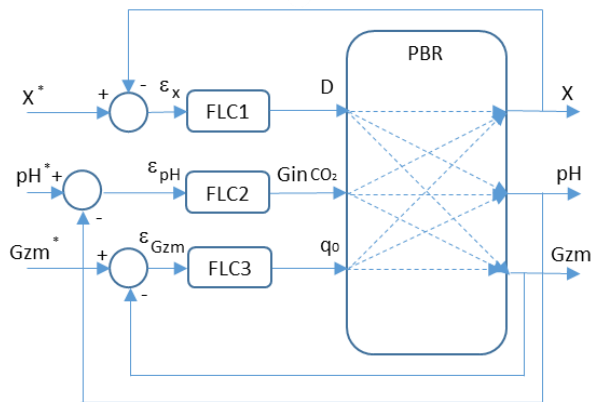 PBR
-
X*
+
εx
FLC1
D
X
pH*
+
-
εpH
FLC2
Gin CO₂
pH
Gzm*
+
-
εGzm
FLC3
q₀
Gzm